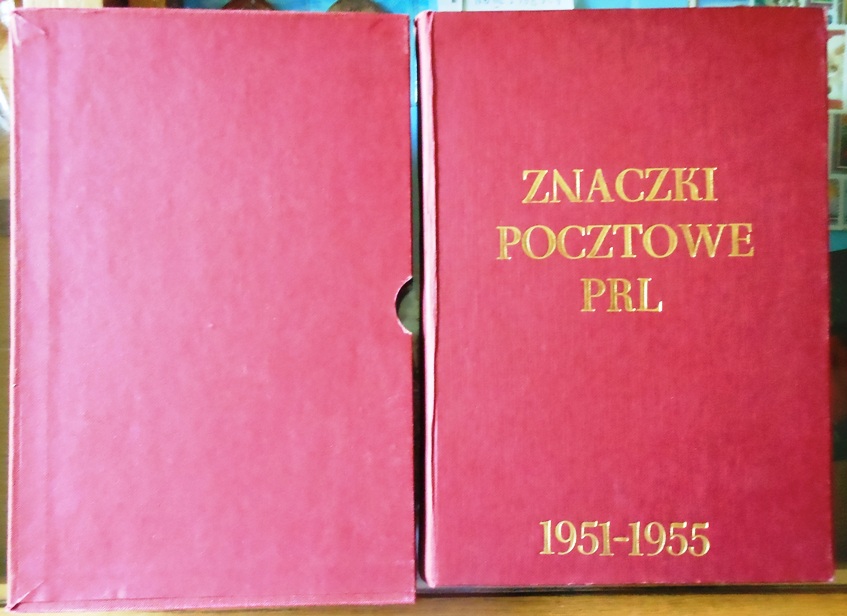 ZNACZKI
POCZTOWE
PRL
1951-1955